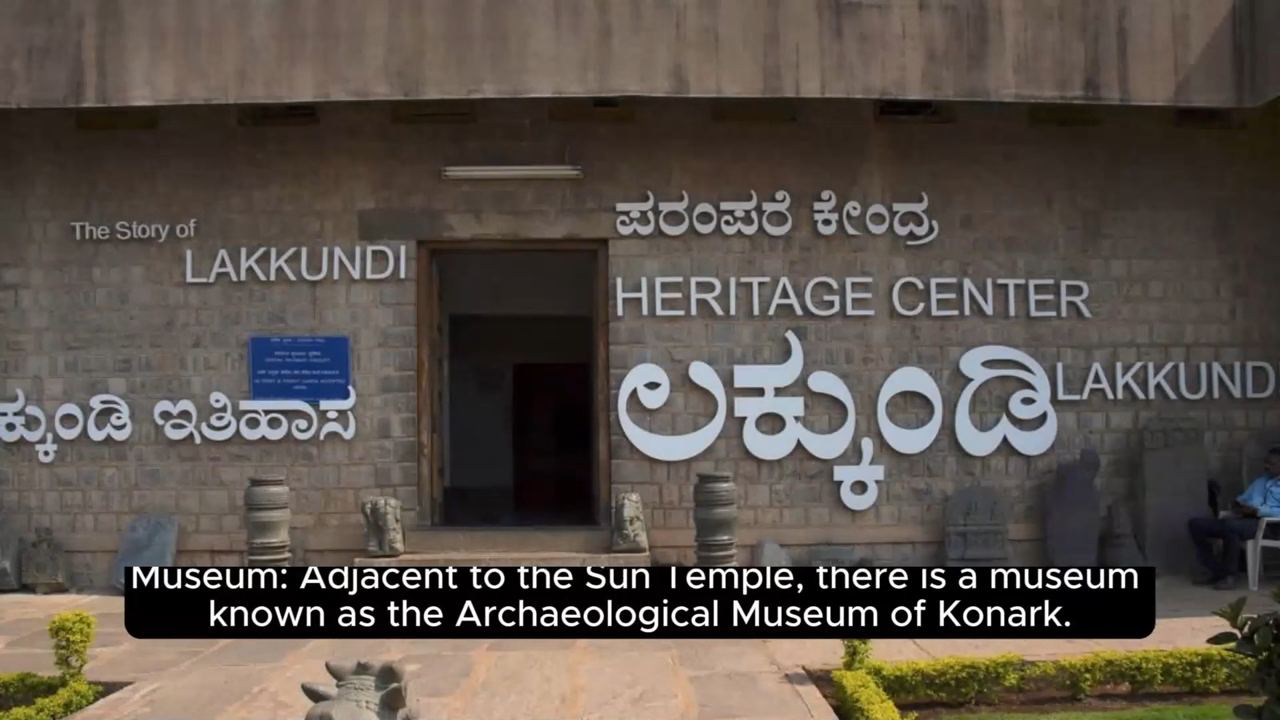 The Story of
LAKKUNDI
ಕ್ಕುಂಡಿ ಇತಿಹಾಸ
ಪರಂಪರೆ ಕೇಂದ್ರ
HERITAGE CENTER
ಲಕ್ಕುಂಡಿ
LAKKUND
Museum: Adjacent to the Sun Temple, there is a museum
known as the Archaeological Museum of Konark.